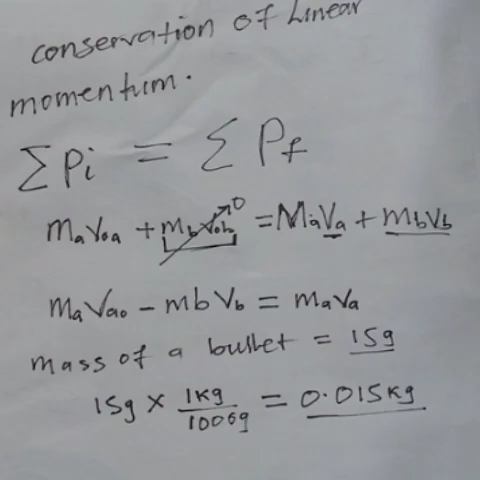 conservation of Linear
momentum.
∑Pi = ∑Pf
maVoa + mbVob→0 = MaVa + mbVb
maVao - mbVb = maVa
mass of a bullet = 15g
15g × 1Kg/1000g = 0.015Kg